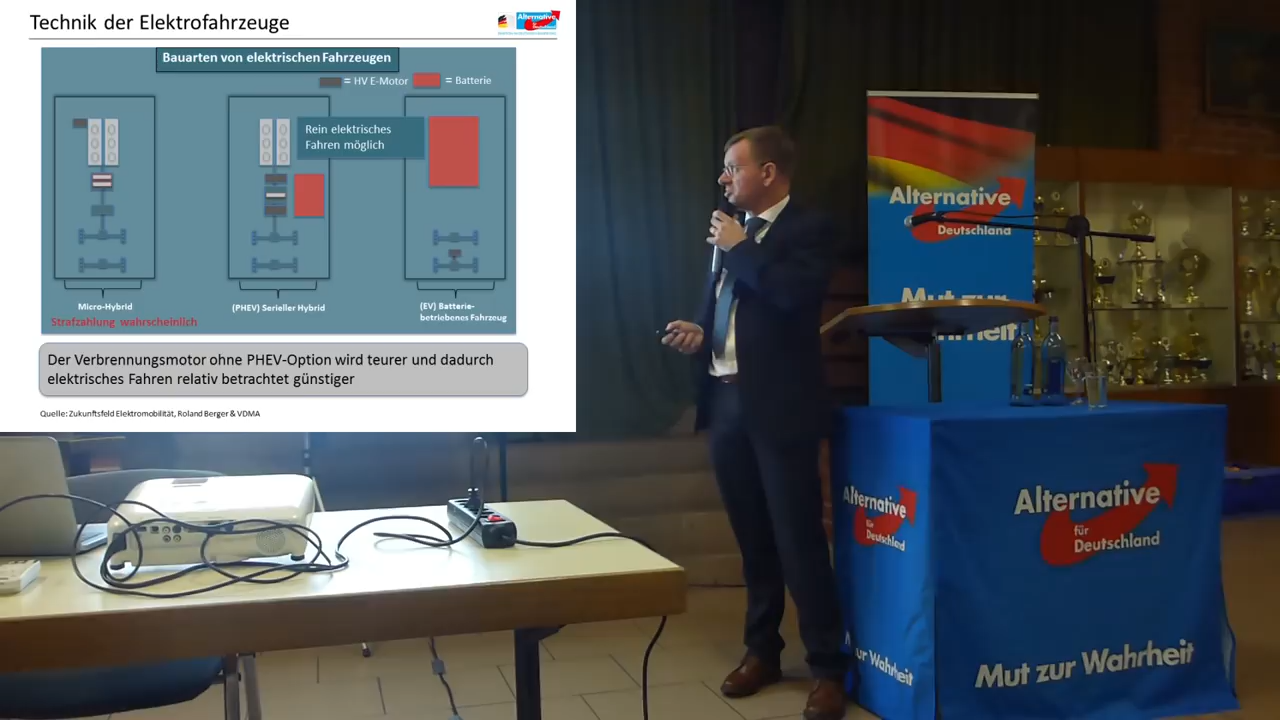 Technik der Elektrofahrzeuge
Alternative
für
Deutschland
Bauarten von elektrischen Fahrzeugen
= HV E-Motor
= Batterie
Rein elektrisches
Fahren möglich
Micro-Hybrid
Strafzahlung wahrscheinlich
(PHEV) Serieller Hybrid
(EV) Batterie-
betriebenes Fahrzeug
Der Verbrennungsmotor ohne PHEV-Option wird teurer und dadurch
elektrisches Fahren relativ betrachtet günstiger
Quelle: Zukunftsfeld Elektromobilität, Roland Berger & VDMA
Alternative
Deutschland
Mut zur
Alternative
für
Deutschland
ur Wahrheit
Alternative
für
Deutschland
Mut zur Wahrheit